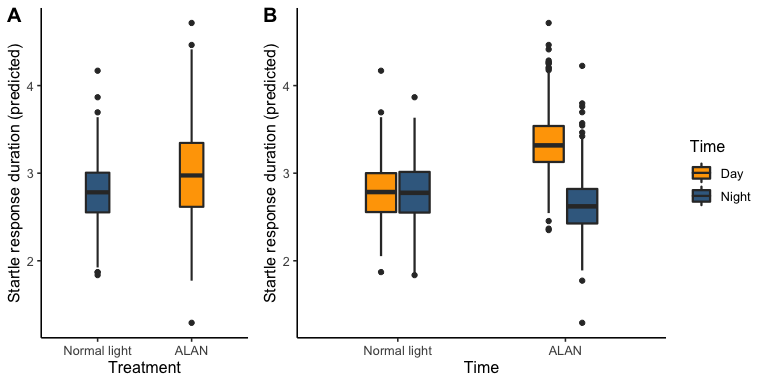 A
Startle response duration (predicted)
4
3
2
Normal light
ALAN
Treatment
B
Startle response duration (predicted)
4
3
2
Normal light
ALAN
Time
Time
Day
Night